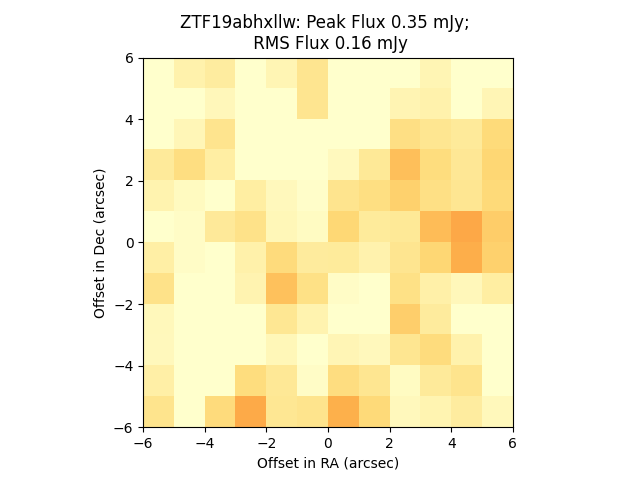 ZTF19abhxllw: Peak Flux 0.35 mJy;
RMS Flux 0.16 mJy
6
4
2
0
−2
−4
−6
Offset in Dec (arcsec)
−6 −4 −2 0 2 4 6
Offset in RA (arcsec)